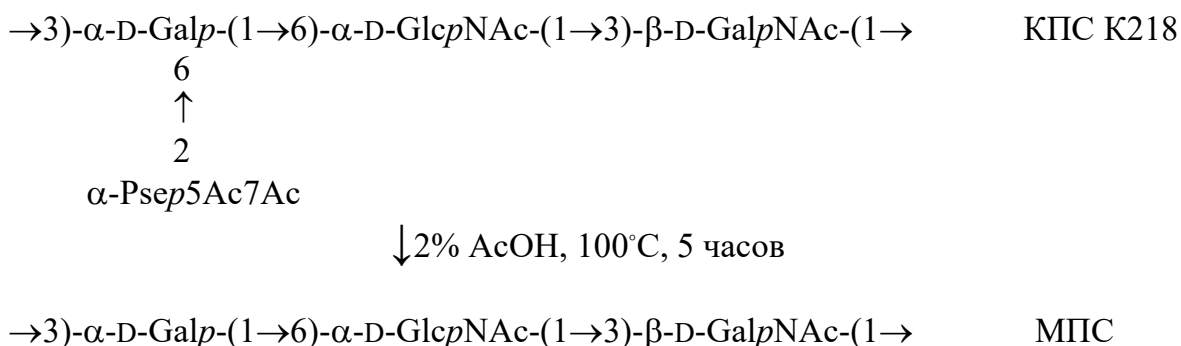 →3)-α-D-Galp-(1→6)-α-D-GlcpNAc-(1→3)-β-D-GalpNAc-(1→ КПС К218
6
↑
2
α-Psep5Ac7Ac
↓2% AcOH, 100°C, 5 часов
→3)-α-D-Galp-(1→6)-α-D-GlcpNAc-(1→3)-β-D-GalpNAc-(1→ МПС